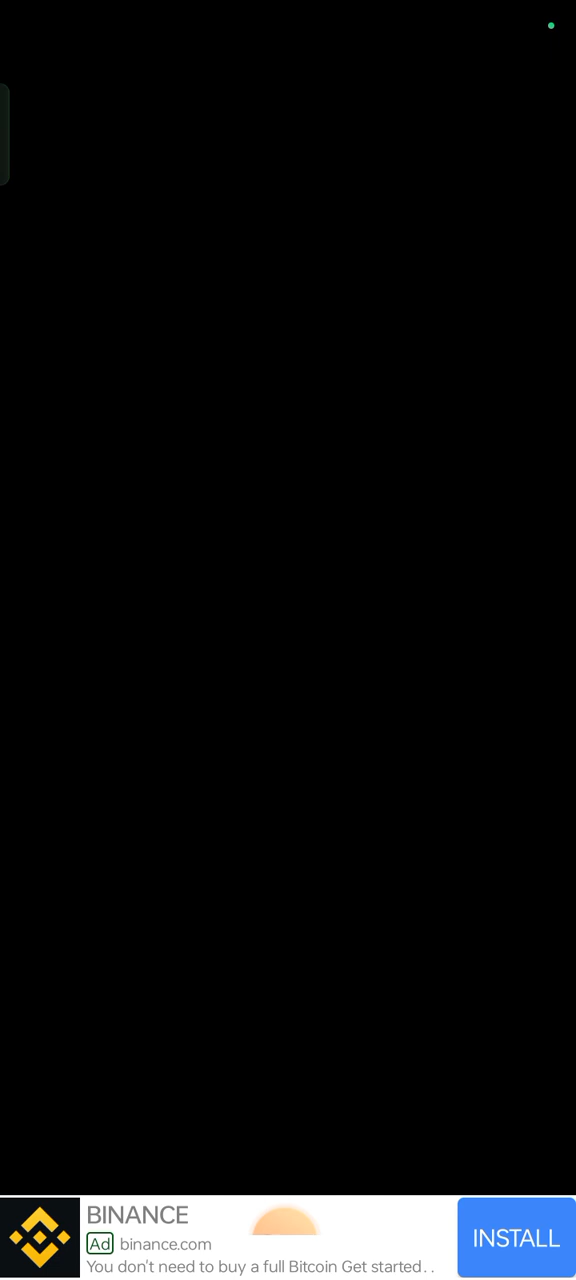 BINANCE
Ad binance.com
You don't need to buy a full Bitcoin Get started. .
INSTALL